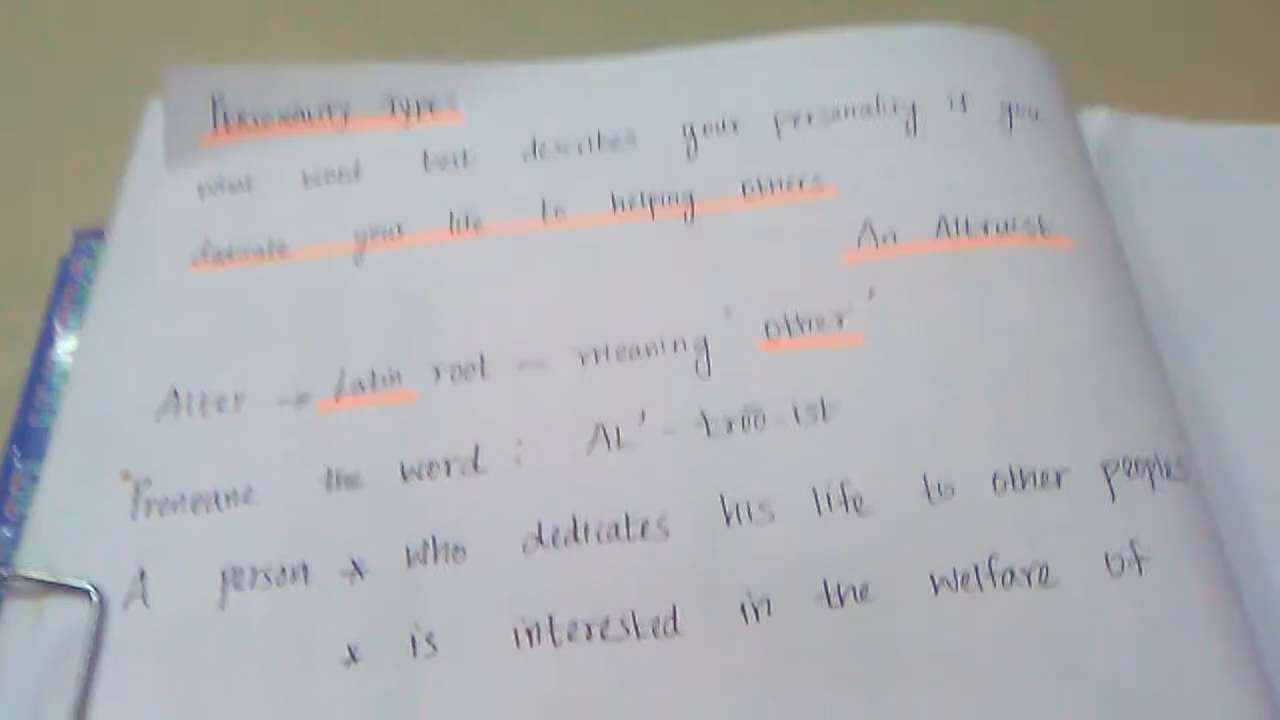 Personality Types
what word best describes your personality if you
dedicate your life to helping others
An Altruist
Alter → Latin root – meaning 'other'
Proneane the word : AL' - troo - ist
A person * who dedicates his life to other peoples
* is interested in the welfare of